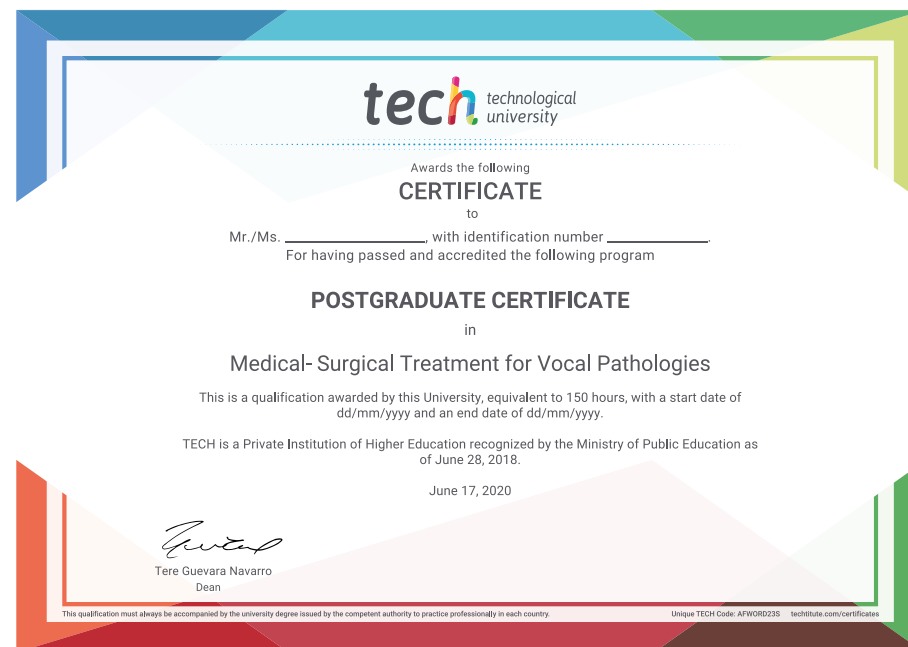 tech technological
university
Awards the following
CERTIFICATE
to
Mr./Ms. ____________________, with identification number _______________.
For having passed and accredited the following program
POSTGRADUATE CERTIFICATE
in
Medical- Surgical Treatment for Vocal Pathologies
This is a qualification awarded by this University, equivalent to 150 hours, with a start date of
dd/mm/yyyy and an end date of dd/mm/yyyy.
TECH is a Private Institution of Higher Education recognized by the Ministry of Public Education as
of June 28, 2018.
June 17, 2020
Tere Guevara Navarro
Dean
This qualification must always be accompanied by the university degree issued by the competent authority to practice professionally in each country. Unique TECH Code: AFWORD23S techtitute.com/certificates